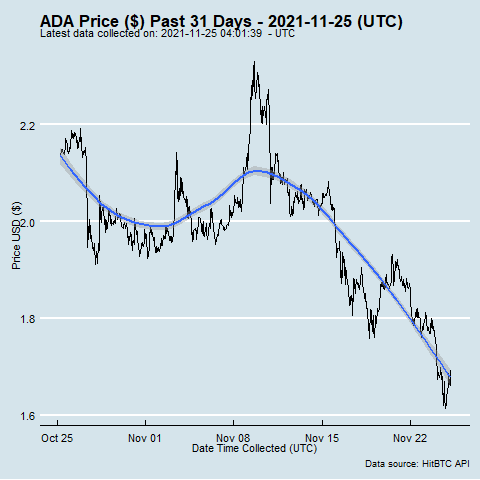 ADA Price ($) Past 31 Days - 2021-11-25 (UTC)
Latest data collected on: 2021-11-25 04:01:39 - UTC
2.2
2.0
1.8
1.6
Price USD ($)
Oct 25 Nov 01 Nov 08 Nov 15 Nov 22
Date Time Collected (UTC)
Data source: HitBTC API